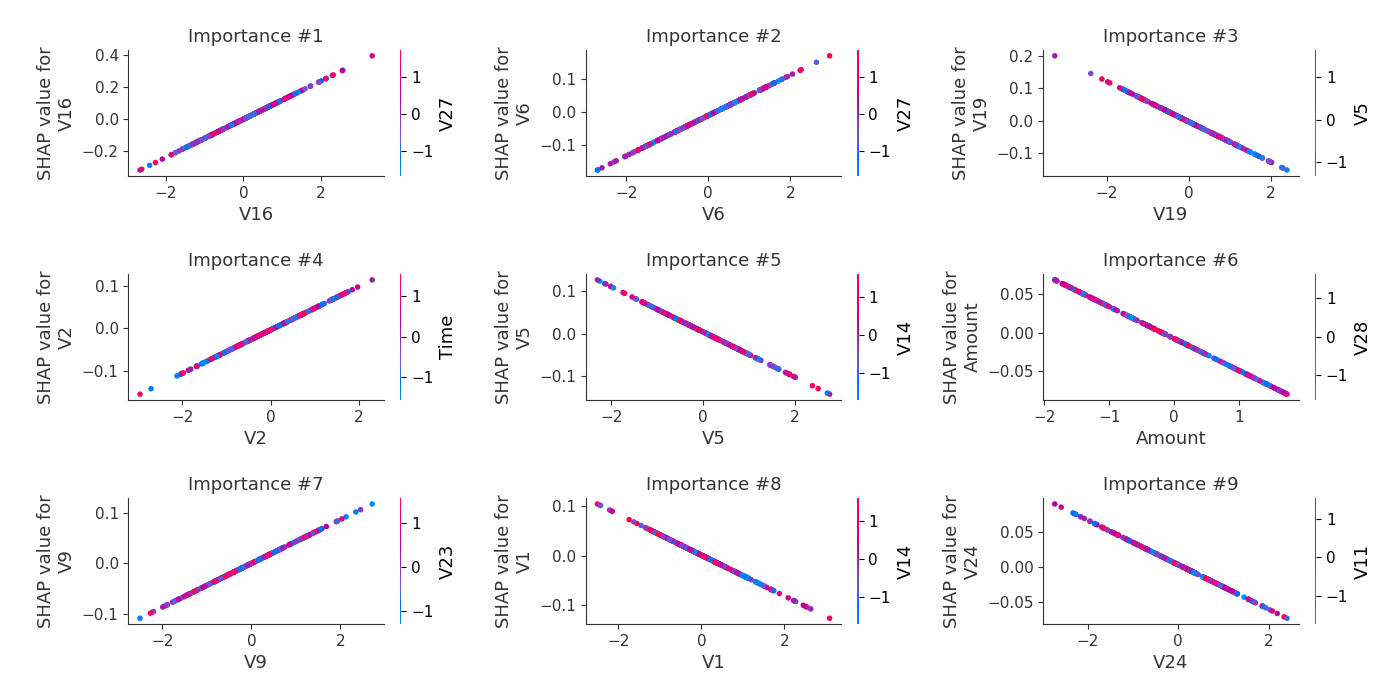 Importance #1
SHAP value for
V16
0.4
0.2
0.0
−0.2
−2
0
2
V16
1
0
−1
V27
Importance #2
SHAP value for
V6
0.1
0.0
−0.1
−2
0
2
V6
1
0
−1
V27
Importance #3
SHAP value for
V19
0.2
0.1
0.0
−0.1
−2
0
2
V19
1
0
−1
V5
Importance #4
SHAP value for
V2
0.1
0.0
−0.1
−2
0
2
V2
1
0
−1
Time
Importance #5
SHAP value for
V5
0.1
0.0
−0.1
−2
0
2
V5
1
0
−1
V14
Importance #6
SHAP value for
Amount
0.05
0.00
−0.05
−2
−1
0
1
Amount
1
0
−1
V28
Importance #7
SHAP value for
V9
0.1
0.0
−0.1
−2
0
2
V9
1
0
−1
V23
Importance #8
SHAP value for
V1
0.1
0.0
−0.1
−2
0
2
V1
1
0
−1
V14
Importance #9
SHAP value for
V24
0.05
0.00
−0.05
−2
0
2
V24
1
0
−1
V11